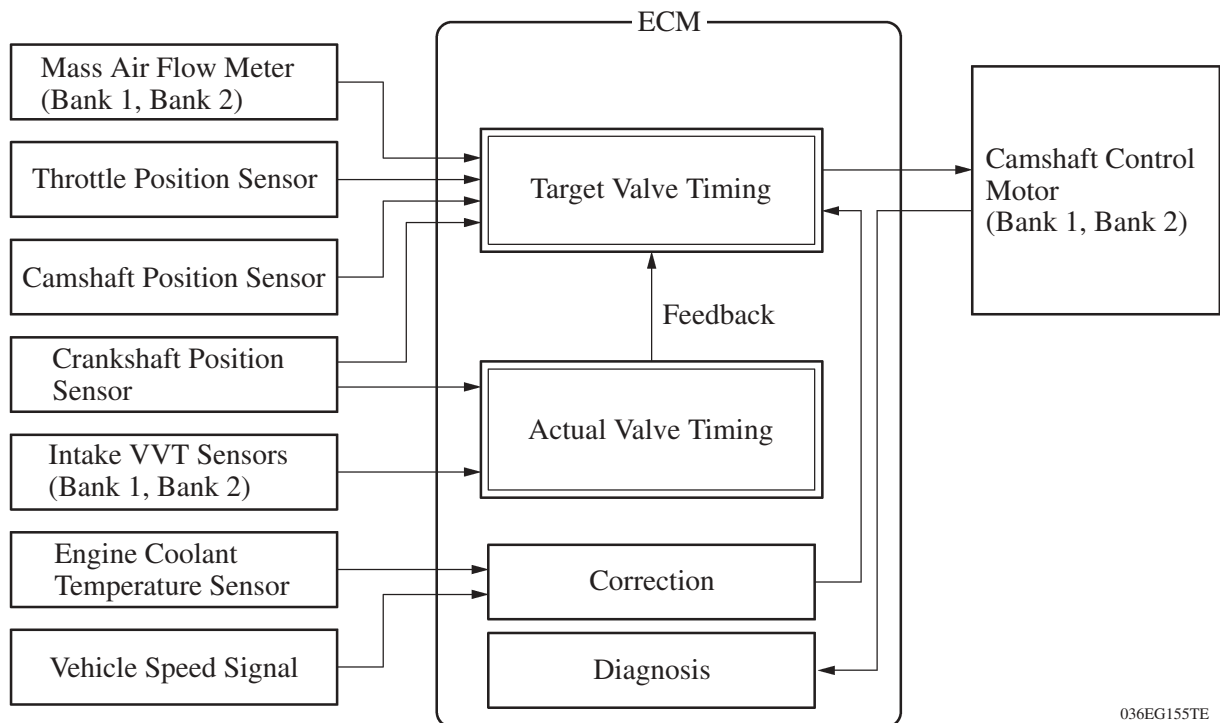 ECM
Mass Air Flow Meter
(Bank 1, Bank 2)
Throttle Position Sensor
Camshaft Position Sensor
Crankshaft Position
Sensor
Intake VVT Sensors
(Bank 1, Bank 2)
Engine Coolant
Temperature Sensor
Vehicle Speed Signal
Target Valve Timing
Feedback
Actual Valve Timing
Correction
Diagnosis
Camshaft Control
Motor
(Bank 1, Bank 2)
036EG155TE